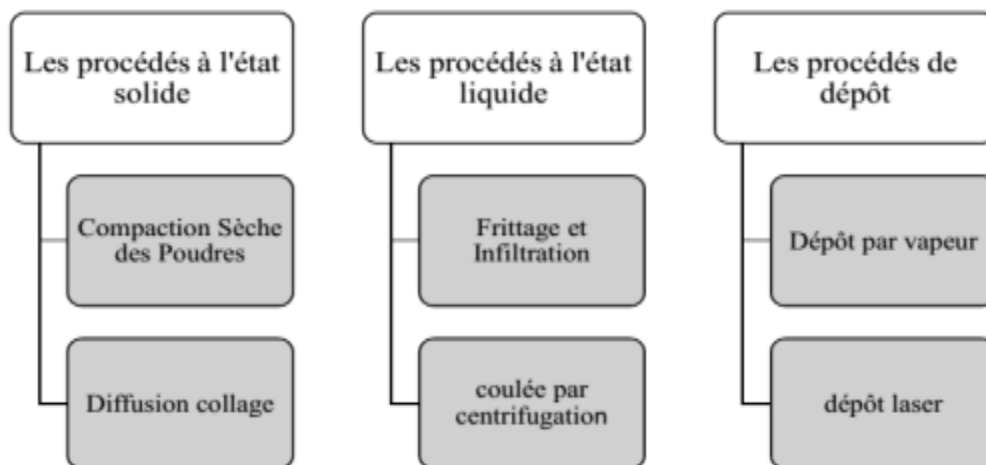 Les procédés à l'état
solide
Compaction Sèche
des Poudres
Diffusion collage
Les procédés à l'état
liquide
Frittage et
Infiltration
coulée par
centrifugation
Les procédés de
dépôt
Dépôt par vapeur
dépôt laser